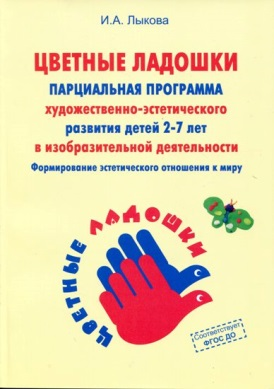 И.А. Лыкова
ЦВЕТНЫЕ ЛАДОШКИ
ПАРЦИАЛЬНАЯ ПРОГРАММА
художественно-эстетического
развития детей 2-7 лет
в изобразительной деятельности
Формирование эстетического отношения к миру
ЦВЕТНЫЕ ЛАДОШКИ
Соответствует
ФГОС ДО